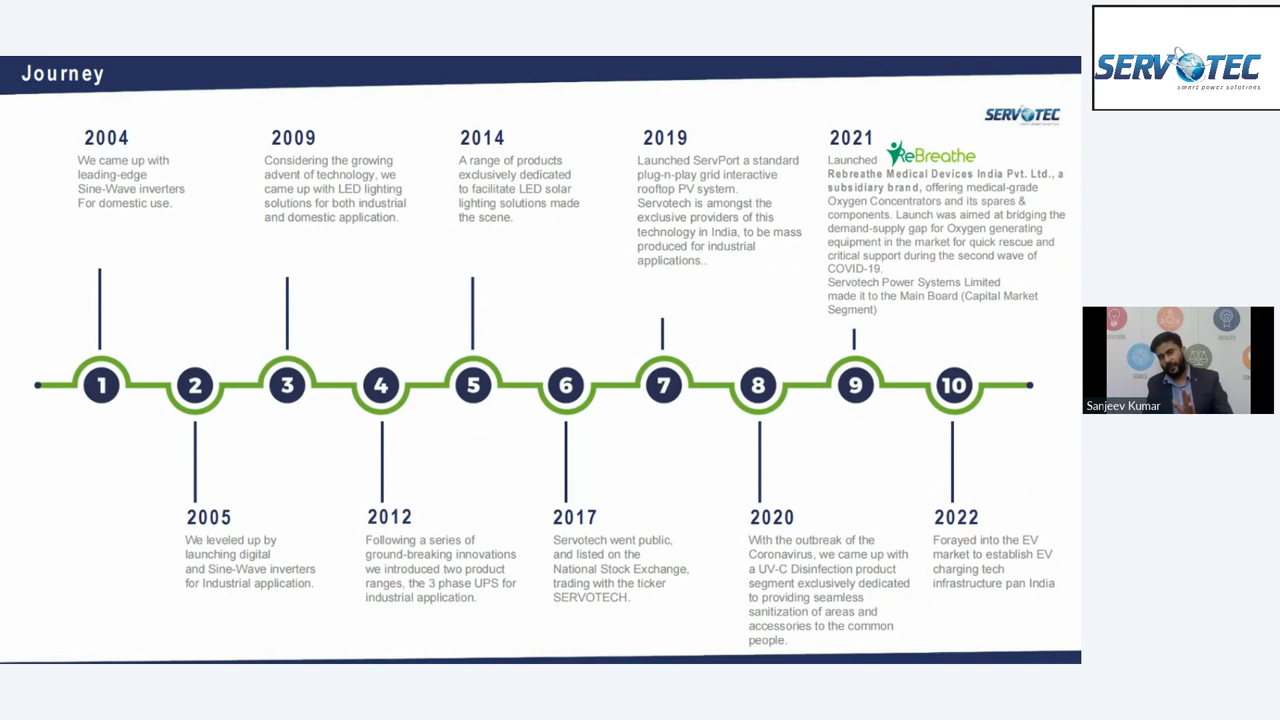 Journey
SERVOTEC
smart power solutions
SERVOTEC
2004
We came up with
leading-edge
Sine-Wave inverters
For domestic use.
2009
Considering the growing
advent of technology, we
came up with LED lighting
solutions for both industrial
and domestic application.
2014
A range of products
exclusively dedicated
to facilitate LED solar
lighting solutions made
the scene.
2019
Launched ServPort a standard
plug-n-play grid interactive
rooftop PV system.
Servotech is amongst the
exclusive providers of this
technology in India, to be mass
produced for industrial
applications..
2021
Launched ReBreathe
Rebreathe Medical Devices India Pvt. Ltd., a
subsidiary brand, offering medical-grade
Oxygen Concentrators and its spares &
components. Launch was aimed at bridging the
demand-supply gap for Oxygen generating
equipment in the market for quick rescue and
critical support during the second wave of
COVID-19.
Servotech Power Systems Limited
made it to the Main Board (Capital Market
Segment)
1 2 3 4 5 6 7 8 9 10
2005
We leveled up by
launching digital
and Sine-Wave inverters
for Industrial application.
2012
Following a series of
ground-breaking innovations
we introduced two product
ranges, the 3 phase UPS for
industrial application.
2017
Servotech went public,
and listed on the
National Stock Exchange,
trading with the ticker
SERVOTECH.
2020
With the outbreak of the
Coronavirus, we came up with
a UV-C Disinfection product
segment exclusively dedicated
to providing seamless
sanitization of areas and
accessories to the common
people.
2022
Forayed into the EV
market to establish EV
charging tech
infrastructure pan India
QUALITY
GOALS
Sanjeev Kumar